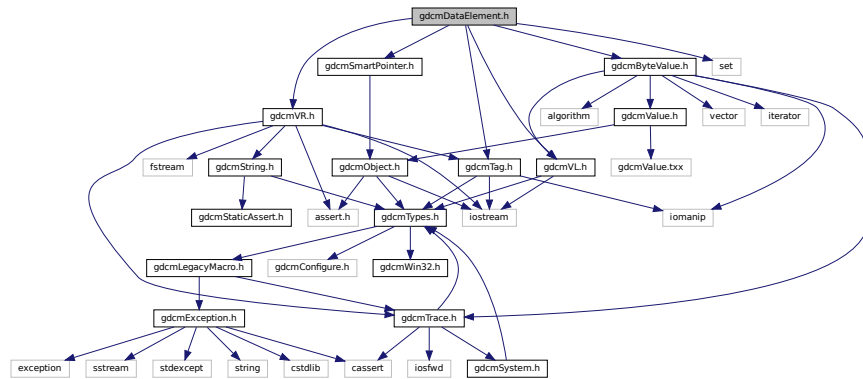 gdcmDataElement.h
gdcmSmartPointer.h
gdcmByteValue.h
set
gdcmVR.h
algorithm
gdcmValue.h
vector
iterator
fstream
gdcmString.h
gdcmObject.h
gdcmTag.h
gdcmVL.h
gdcmValue.txx
gdcmStaticAssert.h
assert.h
gdcmTypes.h
iostream
iomanip
gdcmLegacyMacro.h
gdcmConfigure.h
gdcmWin32.h
gdcmException.h
gdcmTrace.h
exception
sstream
stdexcept
string
cstdlib
cassert
iosfwd
gdcmSystem.h